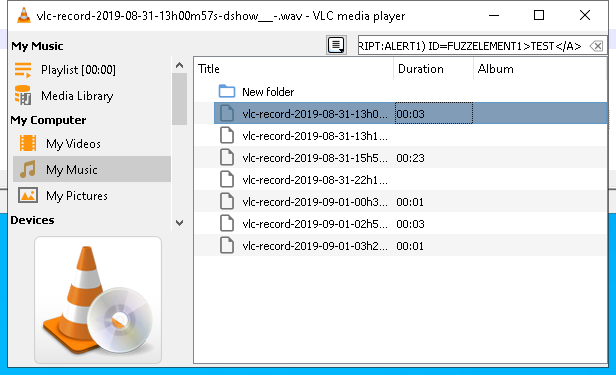 vlc-record-2019-08-31-13h00m57s-dshow__-.wav - VLC media player
My Music
RIPT:ALERT1) ID=FUZZELEMENT1>TEST</A>
Playlist [00:00]
Media Library
My Computer
My Videos
My Music
My Pictures
Devices
Title Duration Album
New folder
vlc-record-2019-08-31-13h0... 00:03
vlc-record-2019-08-31-13h1...
vlc-record-2019-08-31-15h5... 00:23
vlc-record-2019-08-31-22h1...
vlc-record-2019-09-01-00h3... 00:01
vlc-record-2019-09-01-02h5... 00:03
vlc-record-2019-09-01-03h2... 00:01